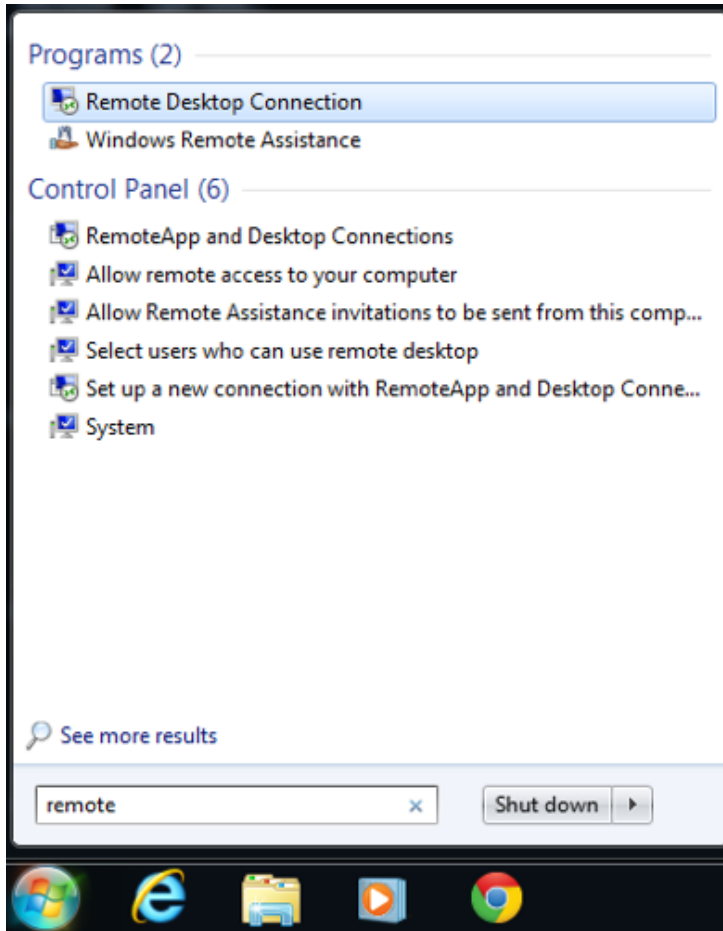 Programs (2)
Remote Desktop Connection
Windows Remote Assistance
Control Panel (6)
RemoteApp and Desktop Connections
Allow remote access to your computer
Allow Remote Assistance invitations to be sent from this comp...
Select users who can use remote desktop
Set up a new connection with RemoteApp and Desktop Conne...
System
See more results
remote
Shut down